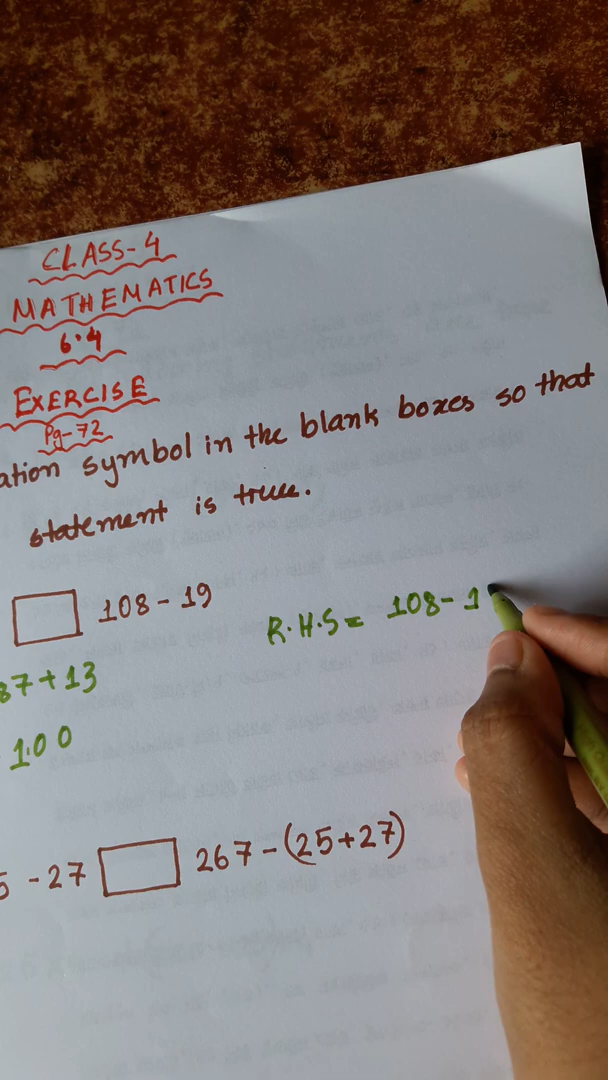 CLASS-4
MATHEMATICS
6.4
EXERCISE
Pg-72
ation symbol in the blank boxes so that
statement is true.
108-19
87+13
100
R.H.S = 108-1
5 -27 267-(25+27)